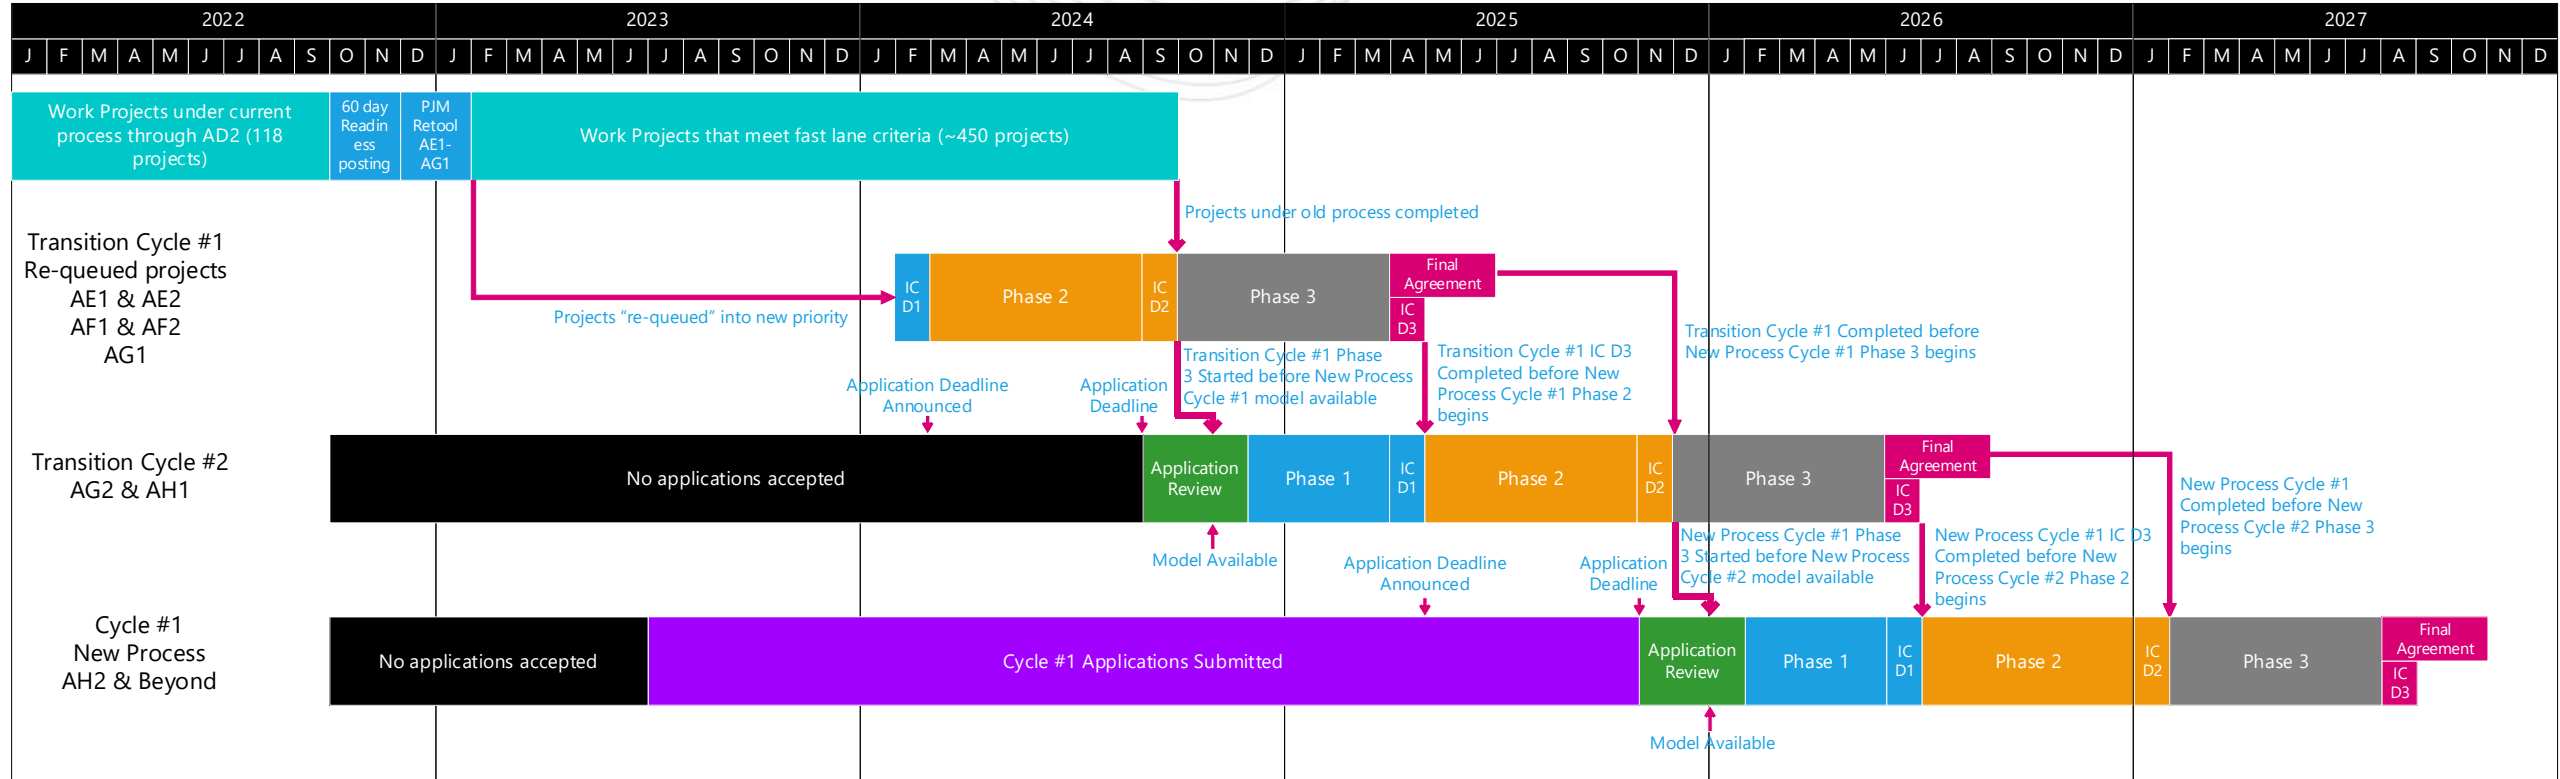 2022 2023 2024 2025 2026 2027
J F M A M J J A S O N D J F M A M J J A S O N D J F M A M J J A S O N D J F M A M J J A S O N D J F M A M J J A S O N D J F M A M J J A S O N D
Work Projects under current
process through AD2 (118
projects)
60 day
Readin
ess
posting
PJM
Retool
AE1-
AG1
Work Projects that meet fast lane criteria (~450 projects)
Projects under old process completed
Transition Cycle #1
Re-queued projects
AE1 & AE2
AF1 & AF2
AG1
Projects “re-queued” into new priority
IC
D1
Phase 2
IC
D2
Phase 3
Final
Agreement
IC
D3
Transition Cycle #1 Phase
3 Started before New Process
Cycle #1 model available
Transition Cycle #1 IC D3
Completed before New
Process Cycle #1 Phase 2
begins
Transition Cycle #1 Completed before
New Process Cycle #1 Phase 3 begins
Application Deadline
Announced
Application
Deadline
Transition Cycle #2
AG2 & AH1
No applications accepted
Application
Review
Phase 1
IC
D1
Phase 2
IC
D2
Phase 3
Final
Agreement
IC
D3
Model Available
New Process Cycle #1 Phase
3 Started before New Process
Cycle #2 model available
New Process Cycle #1 IC D3
Completed before New
Process Cycle #2 Phase 2
begins
New Process Cycle #1
Completed before New
Process Cycle #2 Phase 3
begins
Application Deadline
Announced
Application
Deadline
Cycle #1
New Process
AH2 & Beyond
No applications accepted
Cycle #1 Applications Submitted
Application
Review
Phase 1
IC
D1
Phase 2
IC
D2
Phase 3
Final
Agreement
IC
D3
Model Available